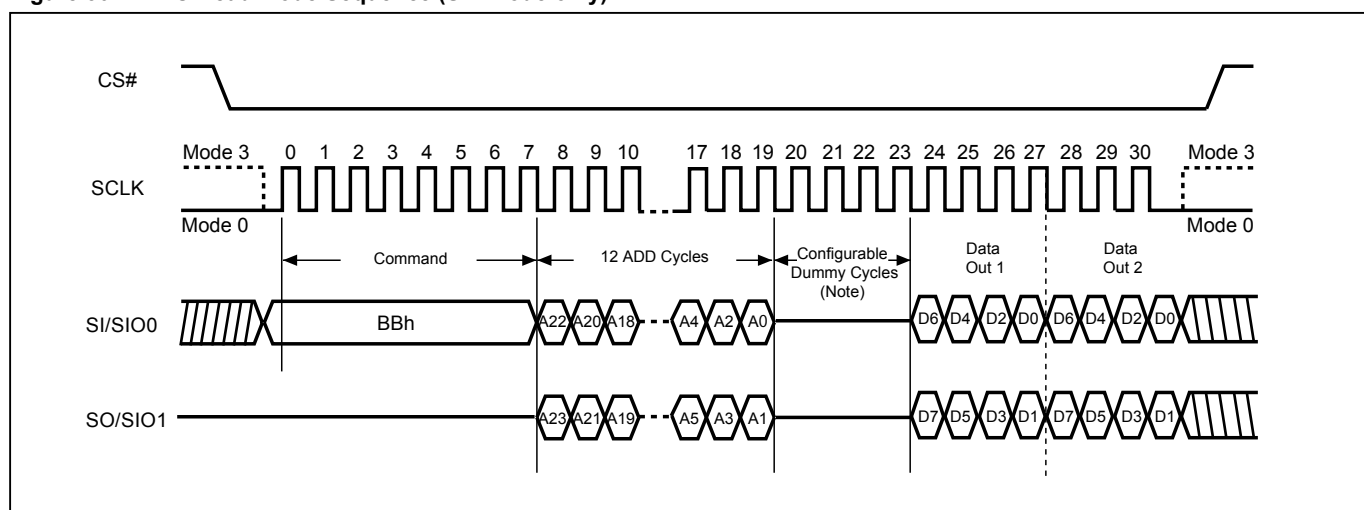 CS#
Mode 3 0 1 2 3 4 5 6 7 8 9 10 17 18 19 20 21 22 23 24 25 26 27 28 29 30 Mode 3
SCLK
Mode 0 Mode 0
Command 12 ADD Cycles Configurable Dummy Cycles (Note) Data Out 1 Data Out 2
SI/SIO0 BBh A22 A20 A18 A4 A2 A0 D6 D4 D2 D0 D6 D4 D2 D0
SO/SIO1 A23 A21 A19 A5 A3 A1 D7 D5 D3 D1 D7 D5 D3 D1